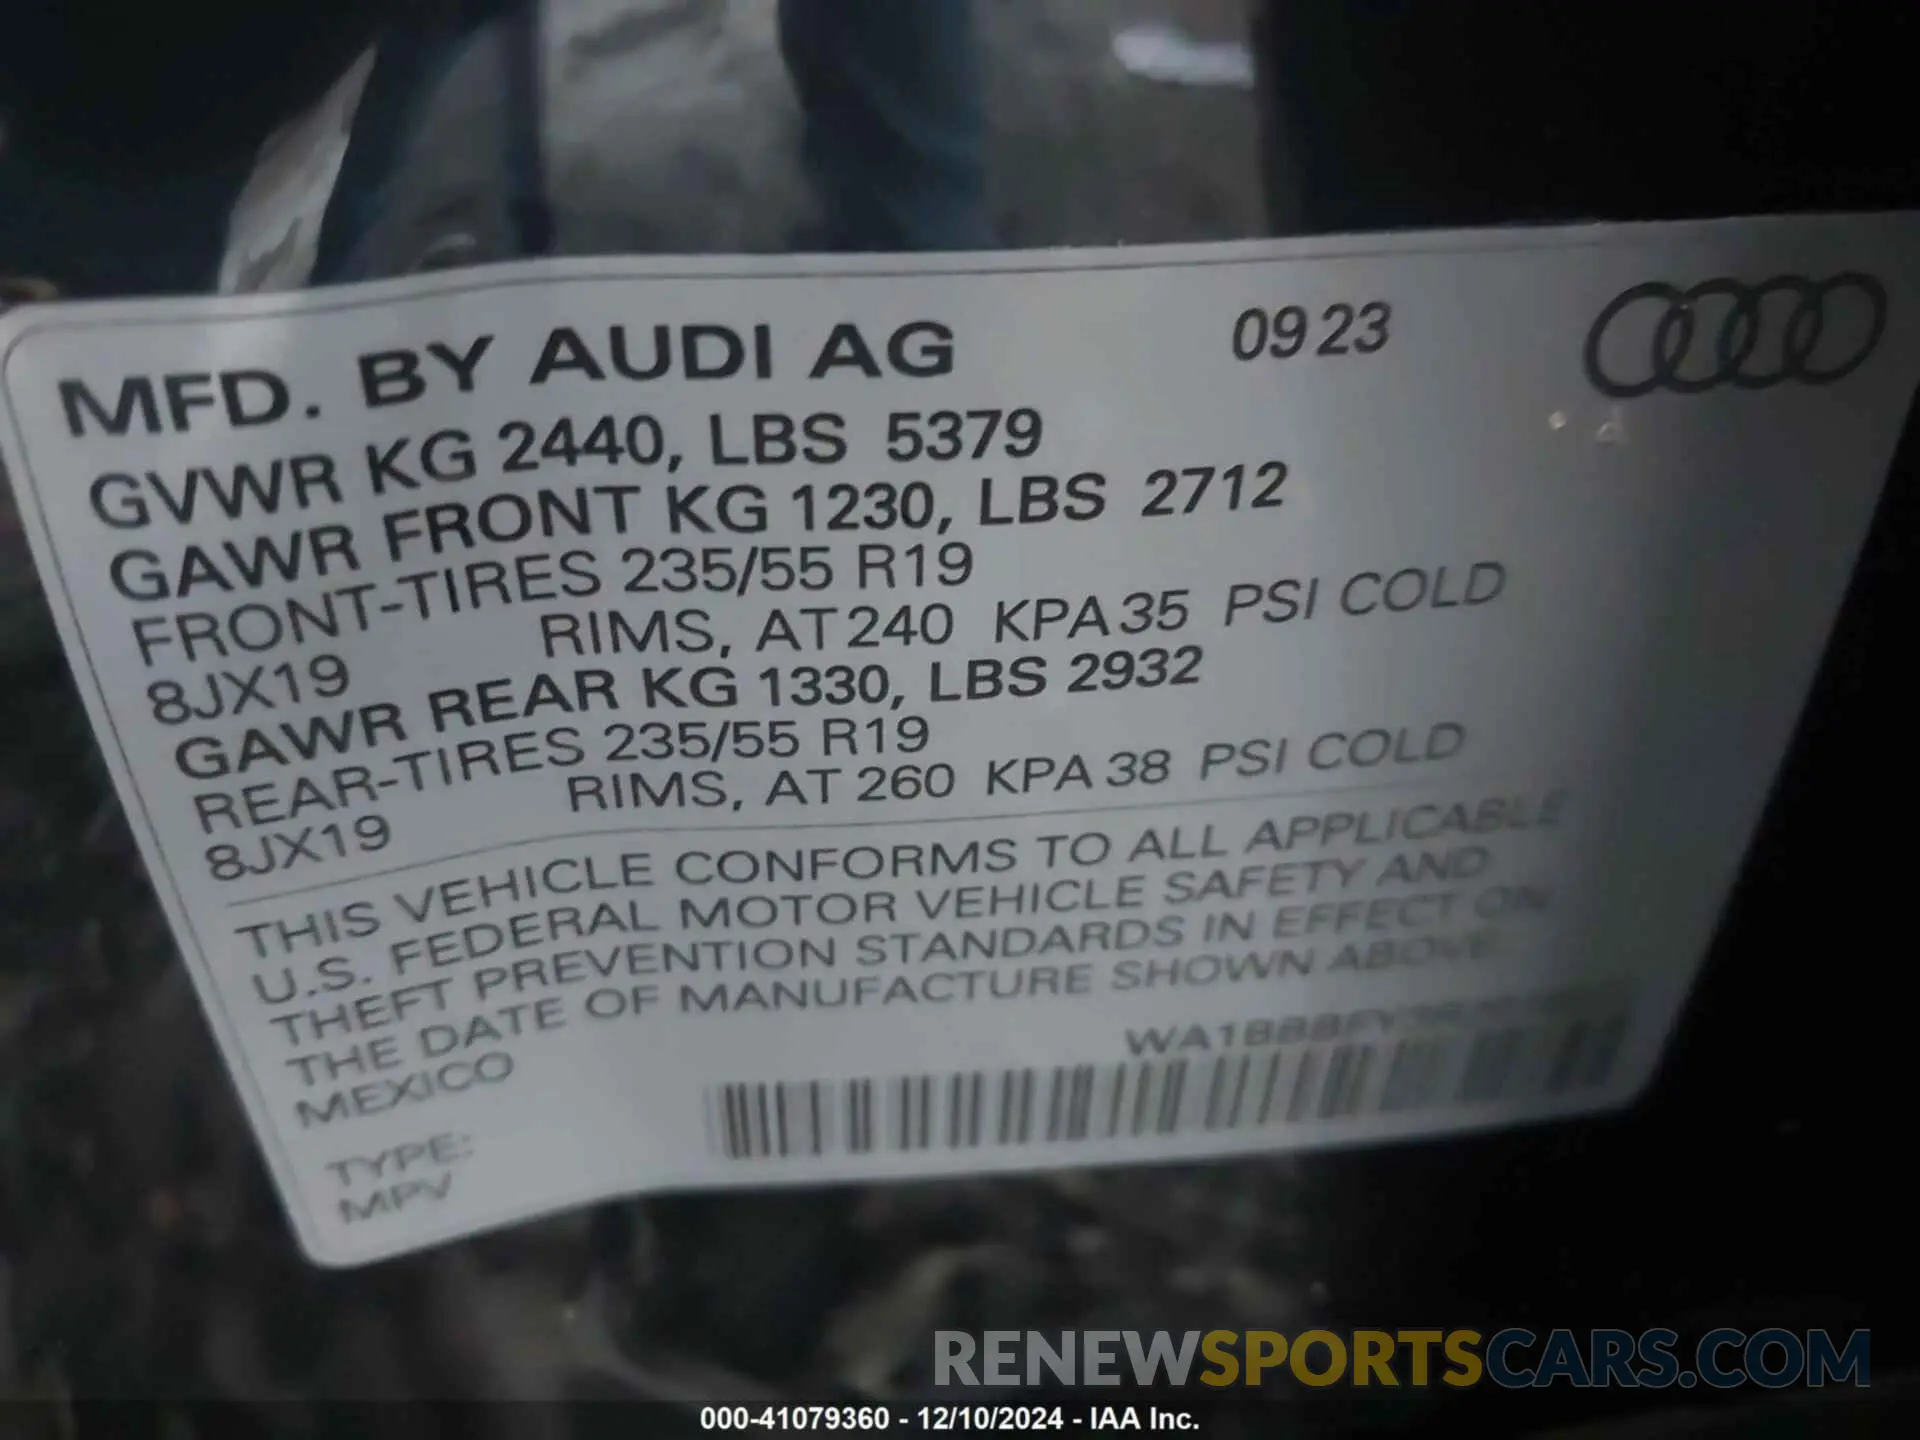 MFD. BY AUDI AG 0923
GVWR KG 2440, LBS 5379
GAWR FRONT KG 1230, LBS 2712
FRONT-TIRES 235/55 R19
8JX19 RIMS, AT 240 KPA 35 PSI COLD
GAWR REAR KG 1330, LBS 2932
REAR-TIRES 235/55 R19
8JX19 RIMS, AT 260 KPA 38 PSI COLD
THIS VEHICLE CONFORMS TO ALL APPLICABLE
U.S. FEDERAL MOTOR VEHICLE SAFETY AND
THEFT PREVENTION STANDARDS IN EFFECT ON
THE DATE OF MANUFACTURE SHOWN ABOVE.
MEXICO
TYPE:
MPV
RENEWSPORTSCARS.COM
000-41079360 - 12/10/2024 - IAA Inc.